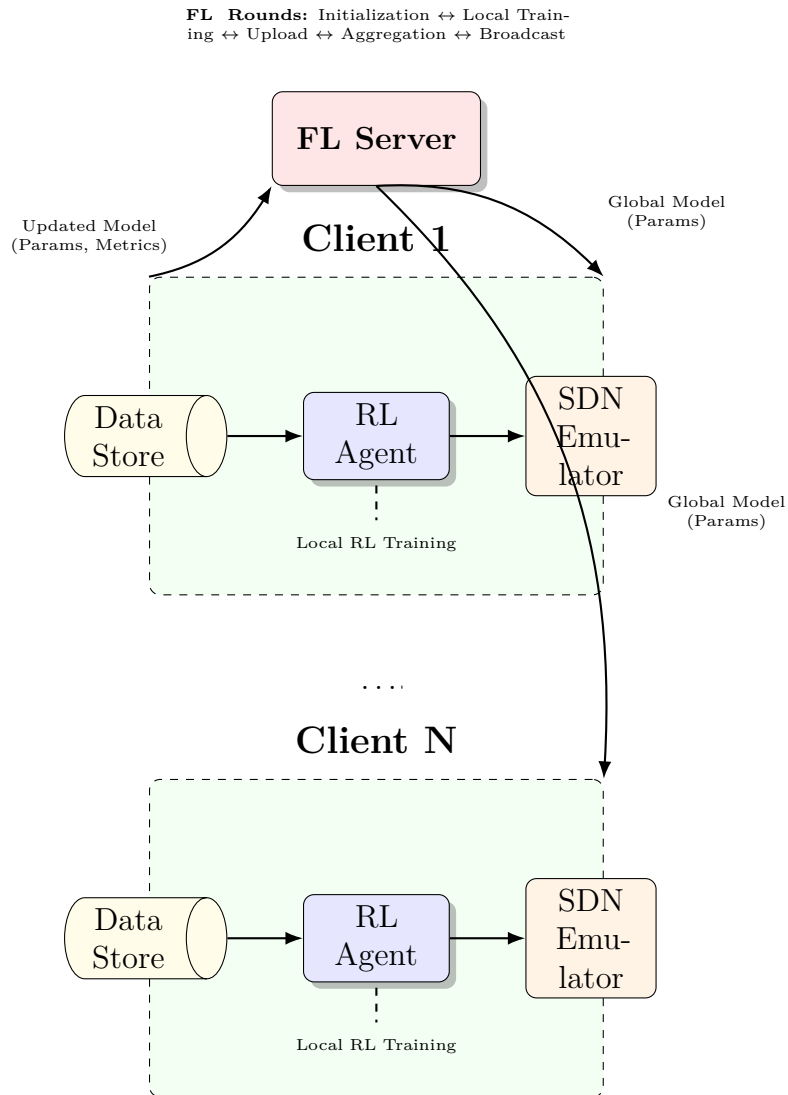 FL Rounds: Initialization ↔ Local Train-
ing ↔ Upload ↔ Aggregation ↔ Broadcast
FL Server
Updated Model
(Params, Metrics)
Global Model
(Params)
Client 1
Data
Store
RL
Agent
SDN
Emu-
lator
Local RL Training
Global Model
(Params)
....
Client N
Data
Store
RL
Agent
SDN
Emu-
lator
Local RL Training